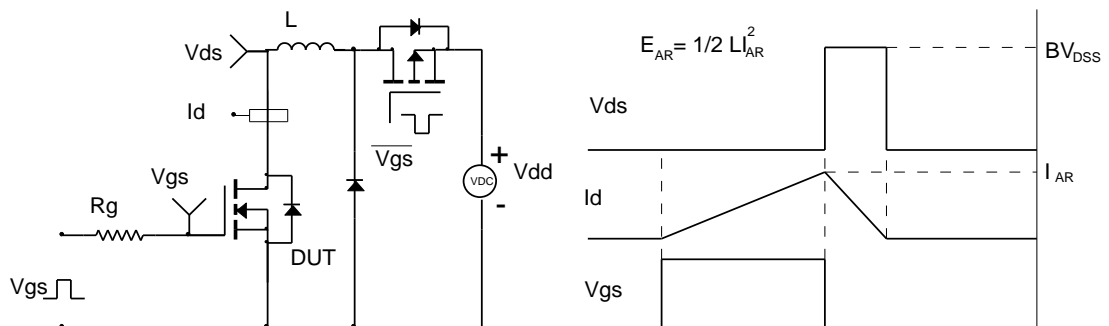 L
Vds
Id
Vgs
Rg
DUT
Vgs
Vgs
+
VDC
-
Vdd
E_AR = 1/2 LI_AR^2
Vds
BV_DSS
Id
I_AR
Vgs